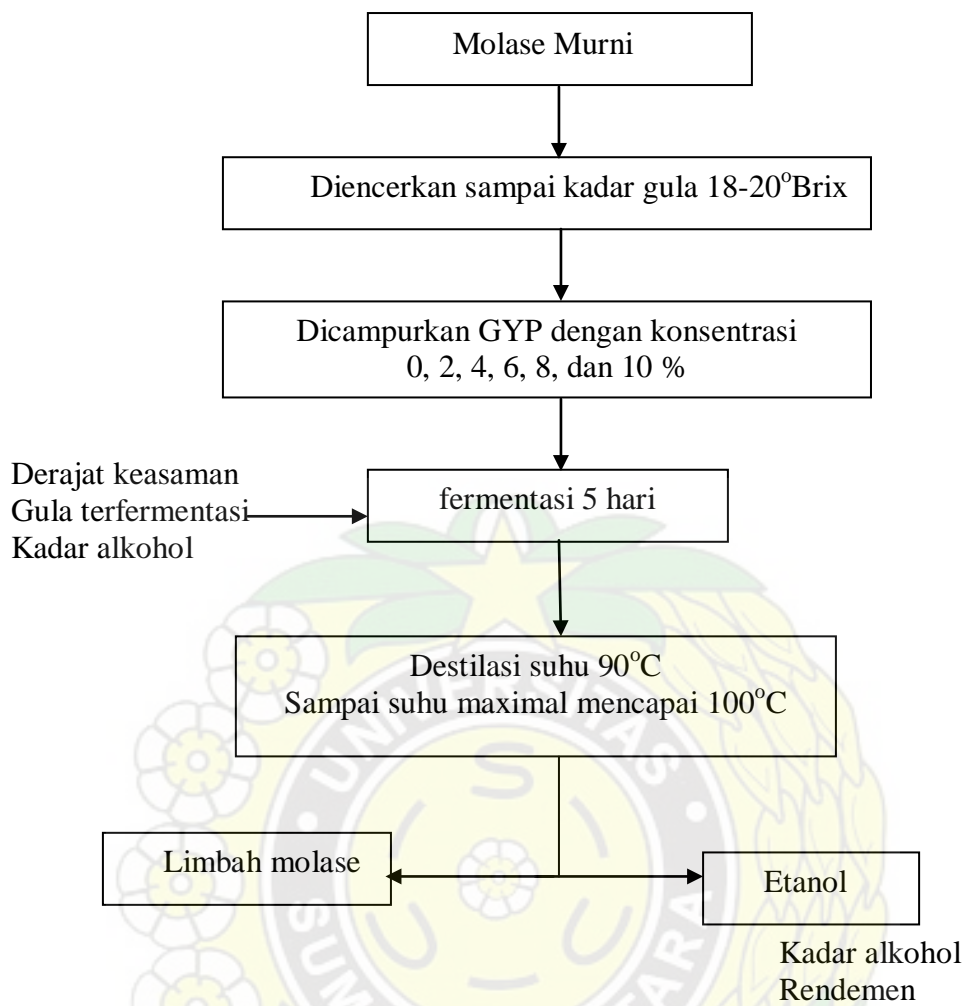 Molase Murni
Diencerkan sampai kadar gula 18-20°Brix
Dicampurkan GYP dengan konsentrasi
0, 2, 4, 6, 8, dan 10 %
Derajat keasaman
Gula terfermentasi
Kadar alkohol
fermentasi 5 hari
Destilasi suhu 90°C
Sampai suhu maximal mencapai 100°C
UNIVERSITAS
Limbah molase
Etanol
Kadar alkohol
Rendemen